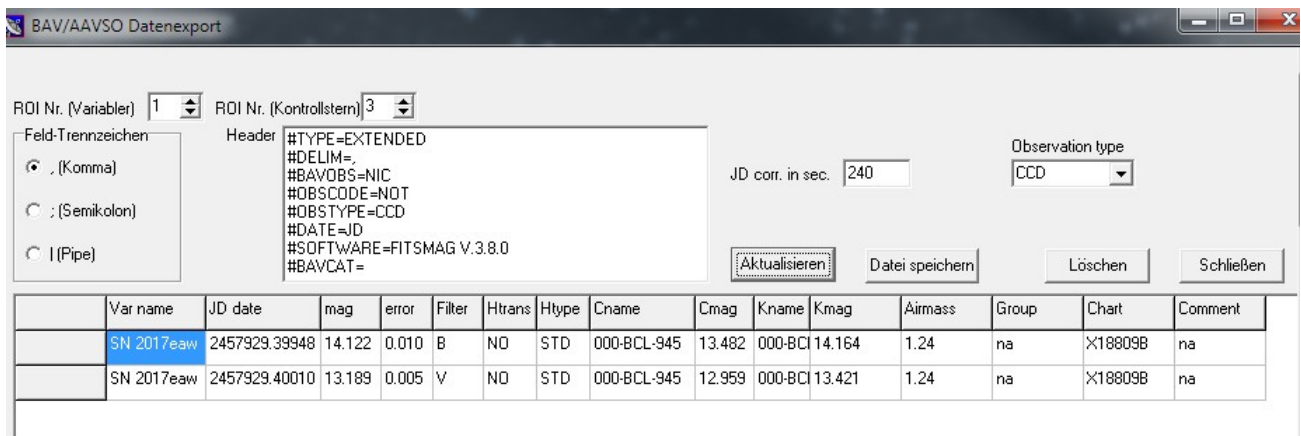 BAV/AAVSO Datenexport
ROI Nr. (Variabler) 1 ROI Nr. (Kontrollstern) 3
Feld-Trennzeichen
, (Komma)
; (Semikolon)
| (Pipe)
Header
#TYPE=EXTENDED
#DELIM=,
#BAVOBS=NIC
#OBSCODE=NOT
#OBSTYPE=CCD
#DATE=JD
#SOFTWARE=FITSMAG V.3.8.0
#BAVCAT=
JD corr. in sec. 240
Observation type
CCD
Aktualisieren Datei speichern Löschen Schließen
Var name JD date mag error Filter Htrans Htype Cname Cmag Kname Kmag Airmass Group Chart Comment
SN 2017eaw 2457929.39948 14.122 0.010 B NO STD 000-BCL-945 13.482 000-BCl 14.164 1.24 na X18809B na
SN 2017eaw 2457929.40010 13.189 0.005 V NO STD 000-BCL-945 12.959 000-BCl 13.421 1.24 na X18809B na